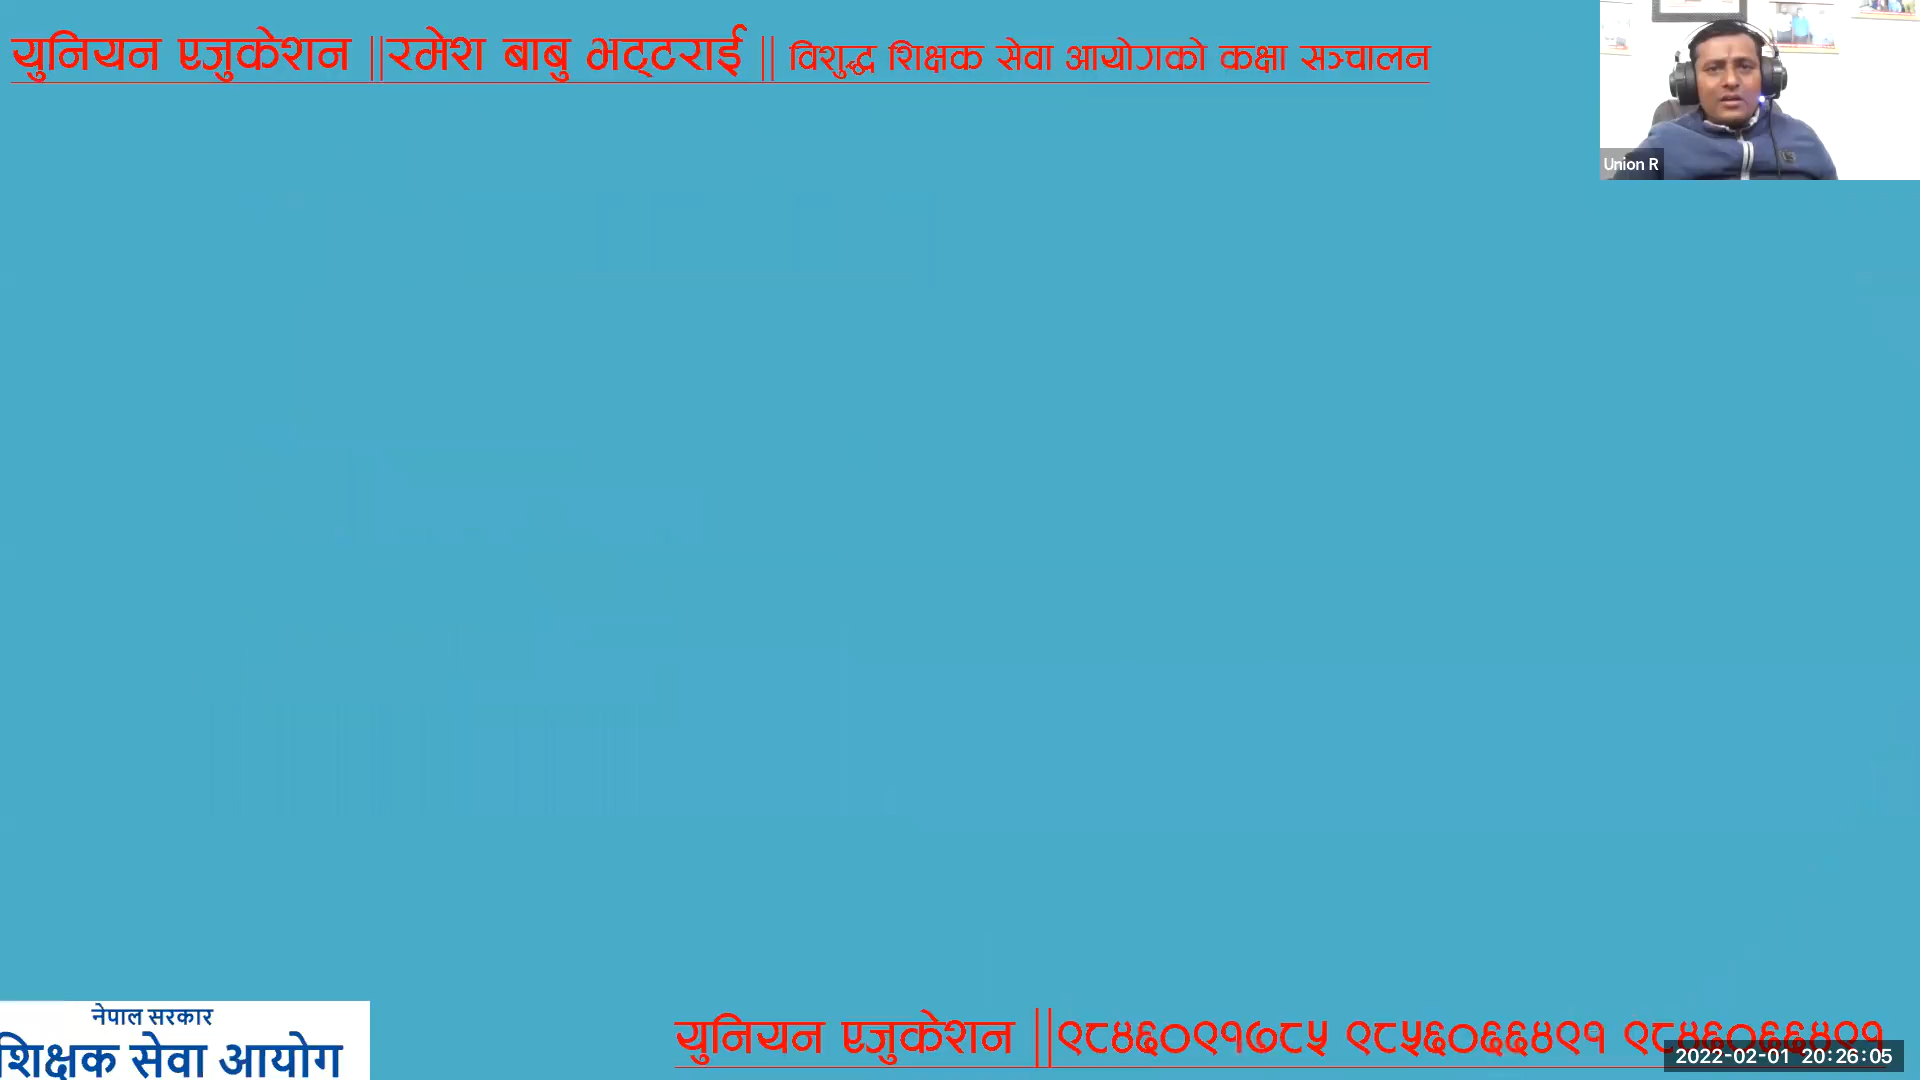 युनियन एजुकेशन ||रमेश बाबु भट्टराई || विशुद्ध शिक्षक सेवा आयोगको कक्षा सञ्चालन
Union R
नेपाल सरकार
शिक्षक सेवा आयोग
युनियन एजुकेशन ||९८४६०९१७८५ ९८५६०६६४९१ ९८४६०६६४९१
2022-02-01 20:26:05